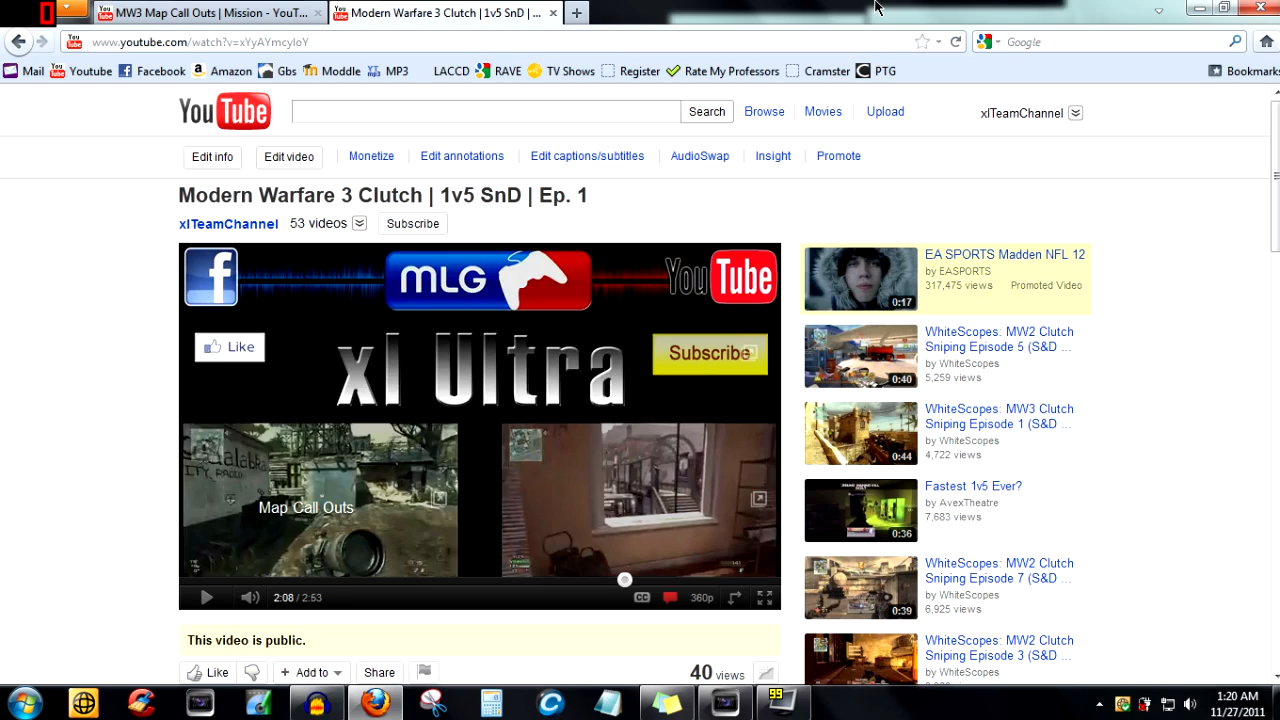 MW3 Map Call Outs | Mission - YouT...
Modern Warfare 3 Clutch | 1v5 SnD | ...
www.youtube.com/watch?v=xYyAYmcyIoY
Google
Mail Youtube Facebook Amazon Gbs Moddle MP3 LACCD RAVE TV Shows Register Rate My Professors Cramster PTG Bookmarks
YouTube
Search Browse Movies Upload xlTeamChannel
Edit info Edit video Monetize Edit annotations Edit captions/subtitles AudioSwap Insight Promote
Modern Warfare 3 Clutch | 1v5 SnD | Ep. 1
xlTeamChannel 53 videos Subscribe
f MLG YouTube
Like xl Ultra Subscribe
Map Call Outs
2:08 / 2:53 CC 360p
This video is public.
Like Add to Share 40 views
EA SPORTS Madden NFL 12
by EASPORTS
317,475 views Promoted Video
0:17
WhiteScopes: MW2 Clutch
Sniping Episode 5 (S&D ...
by WhiteScopes
5,259 views
0:40
WhiteScopes: MW3 Clutch
Sniping Episode 1 (S&D ...
by WhiteScopes
4,722 views
0:44
Fastest 1v5 Ever?
by AvexTheatre
7,683 views
0:36
WhiteScopes: MW2 Clutch
Sniping Episode 7 (S&D ...
by WhiteScopes
6,925 views
0:39
WhiteScopes: MW2 Clutch
Sniping Episode 3 (S&D ...
by WhiteScopes
99
1:20 AM
11/27/2011